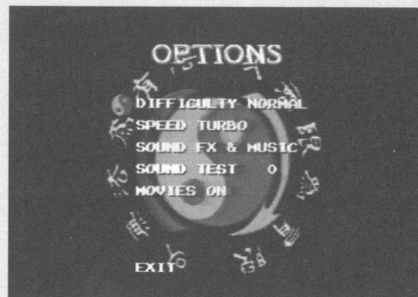 OPTIONS
DIFFICULTY NORMAL
SPEED TURBO
SOUND FX & MUSIC
SOUND TEST 0
MOVIES ON
EXIT